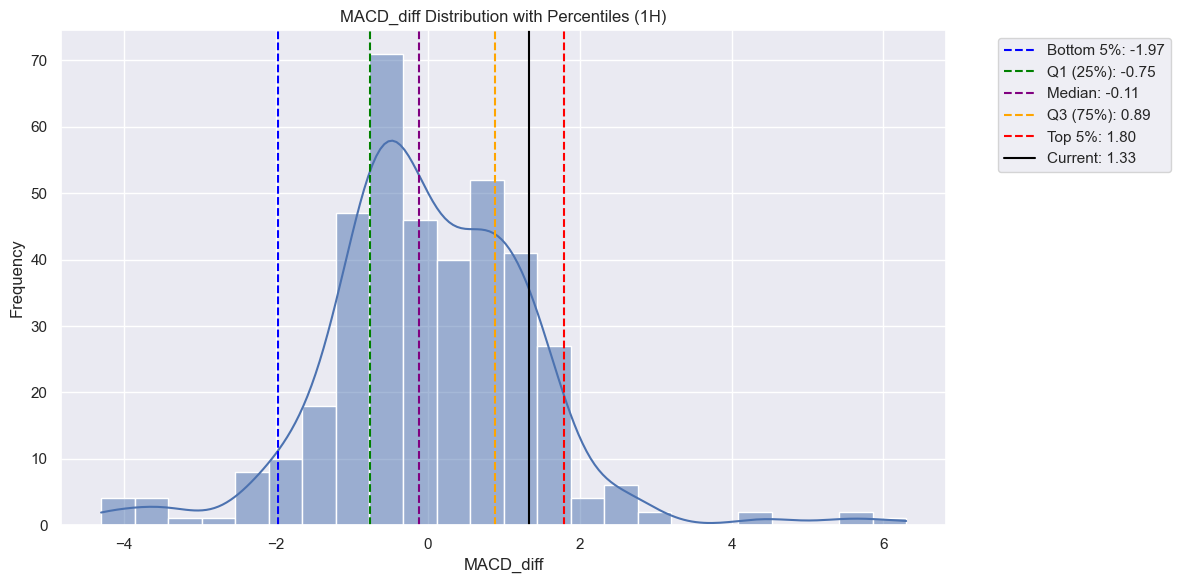 MACD_diff Distribution with Percentiles (1H)
Bottom 5%: -1.97
Q1 (25%): -0.75
Median: -0.11
Q3 (75%): 0.89
Top 5%: 1.80
Current: 1.33
Frequency
70
60
50
40
30
20
10
0
−4
−2
0
2
4
6
MACD_diff